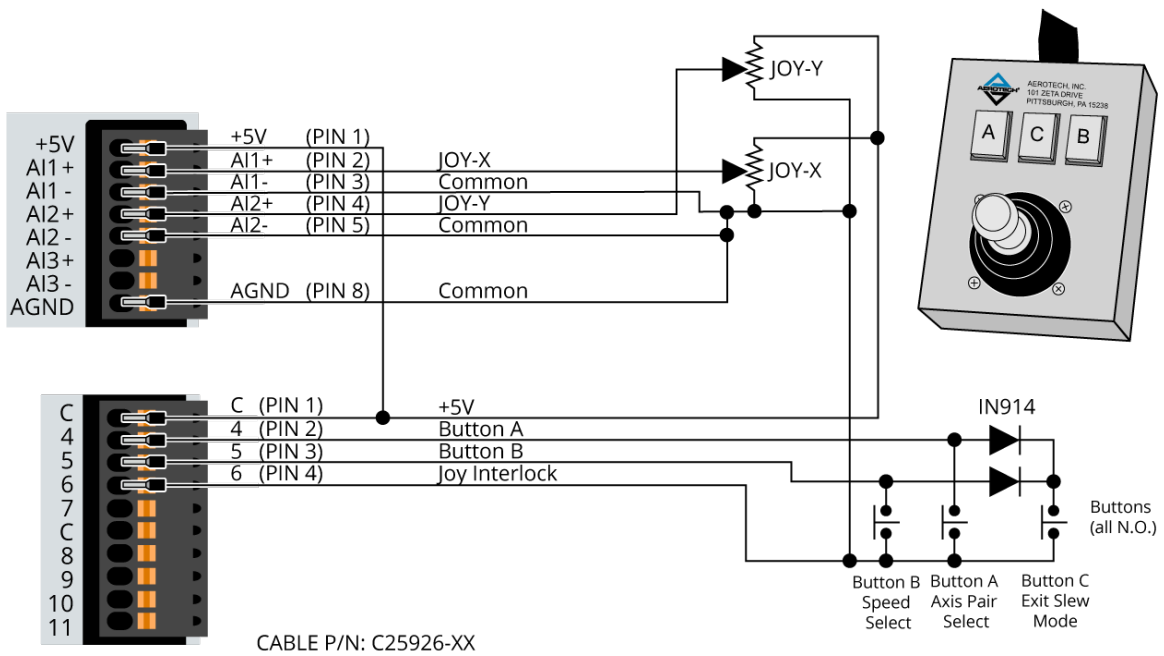 +5V
AI1 +
AI1 -
AI2 +
AI2 -
AI3 +
AI3 -
AGND
+5V (PIN 1)
AI1+ (PIN 2) JOY-X
AI1- (PIN 3) Common
AI2+ (PIN 4) JOY-Y
AI2- (PIN 5) Common
AGND (PIN 8) Common
JOY-Y
JOY-X
AEROTECH
AEROTECH, INC.
101 ZETA DRIVE
PITTSBURGH, PA 15238
A C B
C
4
5
6
7
C
8
9
10
11
C (PIN 1) +5V
4 (PIN 2) Button A
5 (PIN 3) Button B
6 (PIN 4) Joy Interlock
IN914
Buttons
(all N.O.)
Button B
Speed
Select
Button A
Axis Pair
Select
Button C
Exit Slew
Mode
CABLE P/N: C25926-XX